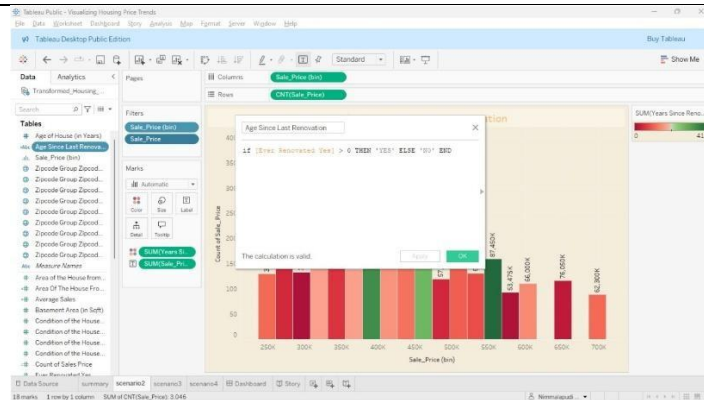 Tableau Public - Visualizing Housing Price Trends
File Data Worksheet Dashboard Story Analysis Map Format Server Window Help
Tableau Desktop Public Edition
Buy Tableau
Standard
Show Me
Data Analytics
Transformed_Housing_...
Search
Tables
Age of House (in Years)
Age Since Last Renova...
Sale_Price (bin)
Zipcode Group Zipcod...
Zipcode Group Zipcod...
Zipcode Group Zipcod...
Zipcode Group Zipcod...
Zipcode Group Zipcod...
Zipcode Group Zipcod...
Zipcode Group Zipcod...
Zipcode Group Zipcod...
Zipcode Group Zipcod...
Measure Names
Area of the House from...
Area Of The House Fro...
Average Sales
Basement Area (in Sqft)
Condition of the House...
Condition of the House...
Condition of the House...
Condition of the House...
Count of Sales Price
Ever Renovated Yes
Pages
Filters
Sale_Price (bin)
Sale_Price
Marks
Automatic
Color Size Label
Detail Tooltip
SUM(Years Si..
SUM(Sale_Pri..
Columns
Sale_Price (bin)
Rows
CNT(Sale_Price)
Age Since Last Renovation
if [Ever Renovated Yes] > 0 THEN "YES" ELSE "NO" END
The calculation is valid.
Apply
OK
Count of Sale_Price
100
50
0
87,450K
63,475K
66,000K
76,050K
62,300K
250K 300K 350K 400K 450K 500K 550K 600K 650K 700K
Sale_Price (bin)
SUM(Years Since Reno..
0
Data Source summary scenario2 scenario3 scenario4 Dashboard Story
18 marks 1 row by 1 column SUM of CNT(Sale_Price): 3,046
Nimmalapudi ...